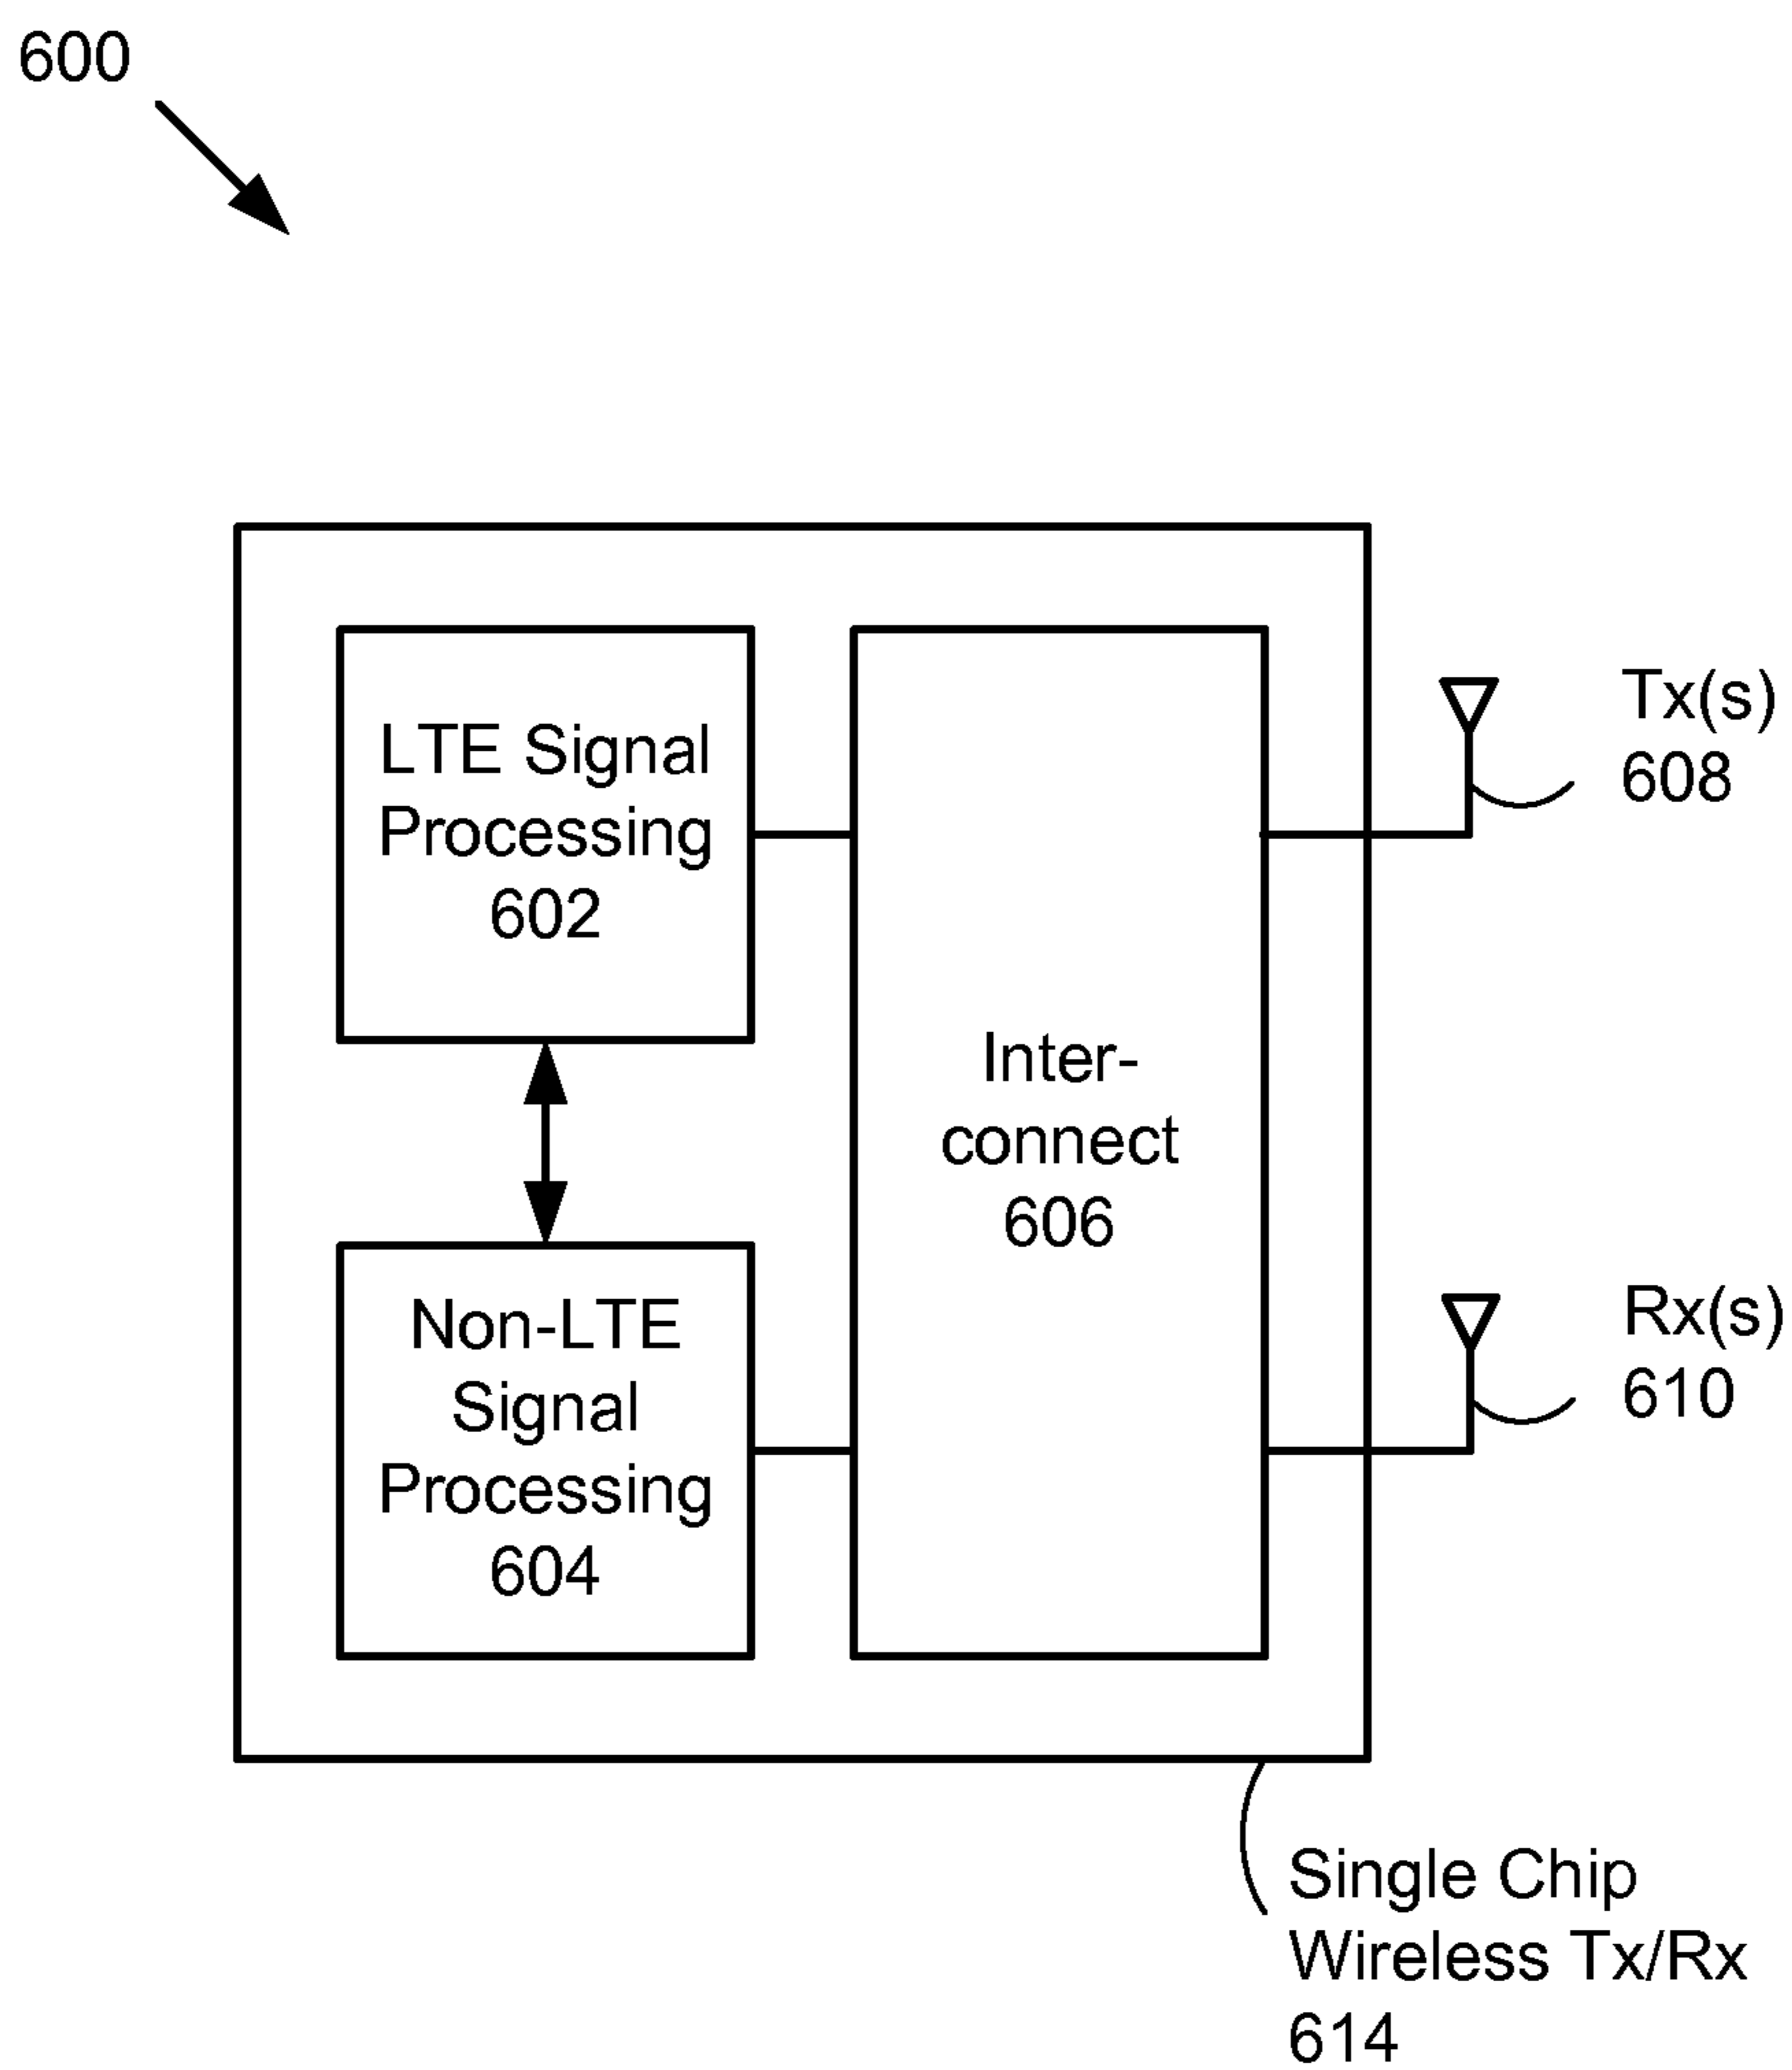 600
LTE Signal
Processing
602
Inter-
connect
606
Non-LTE
Signal
Processing
604
Tx(s)
608
Rx(s)
610
Single Chip
Wireless Tx/Rx
614